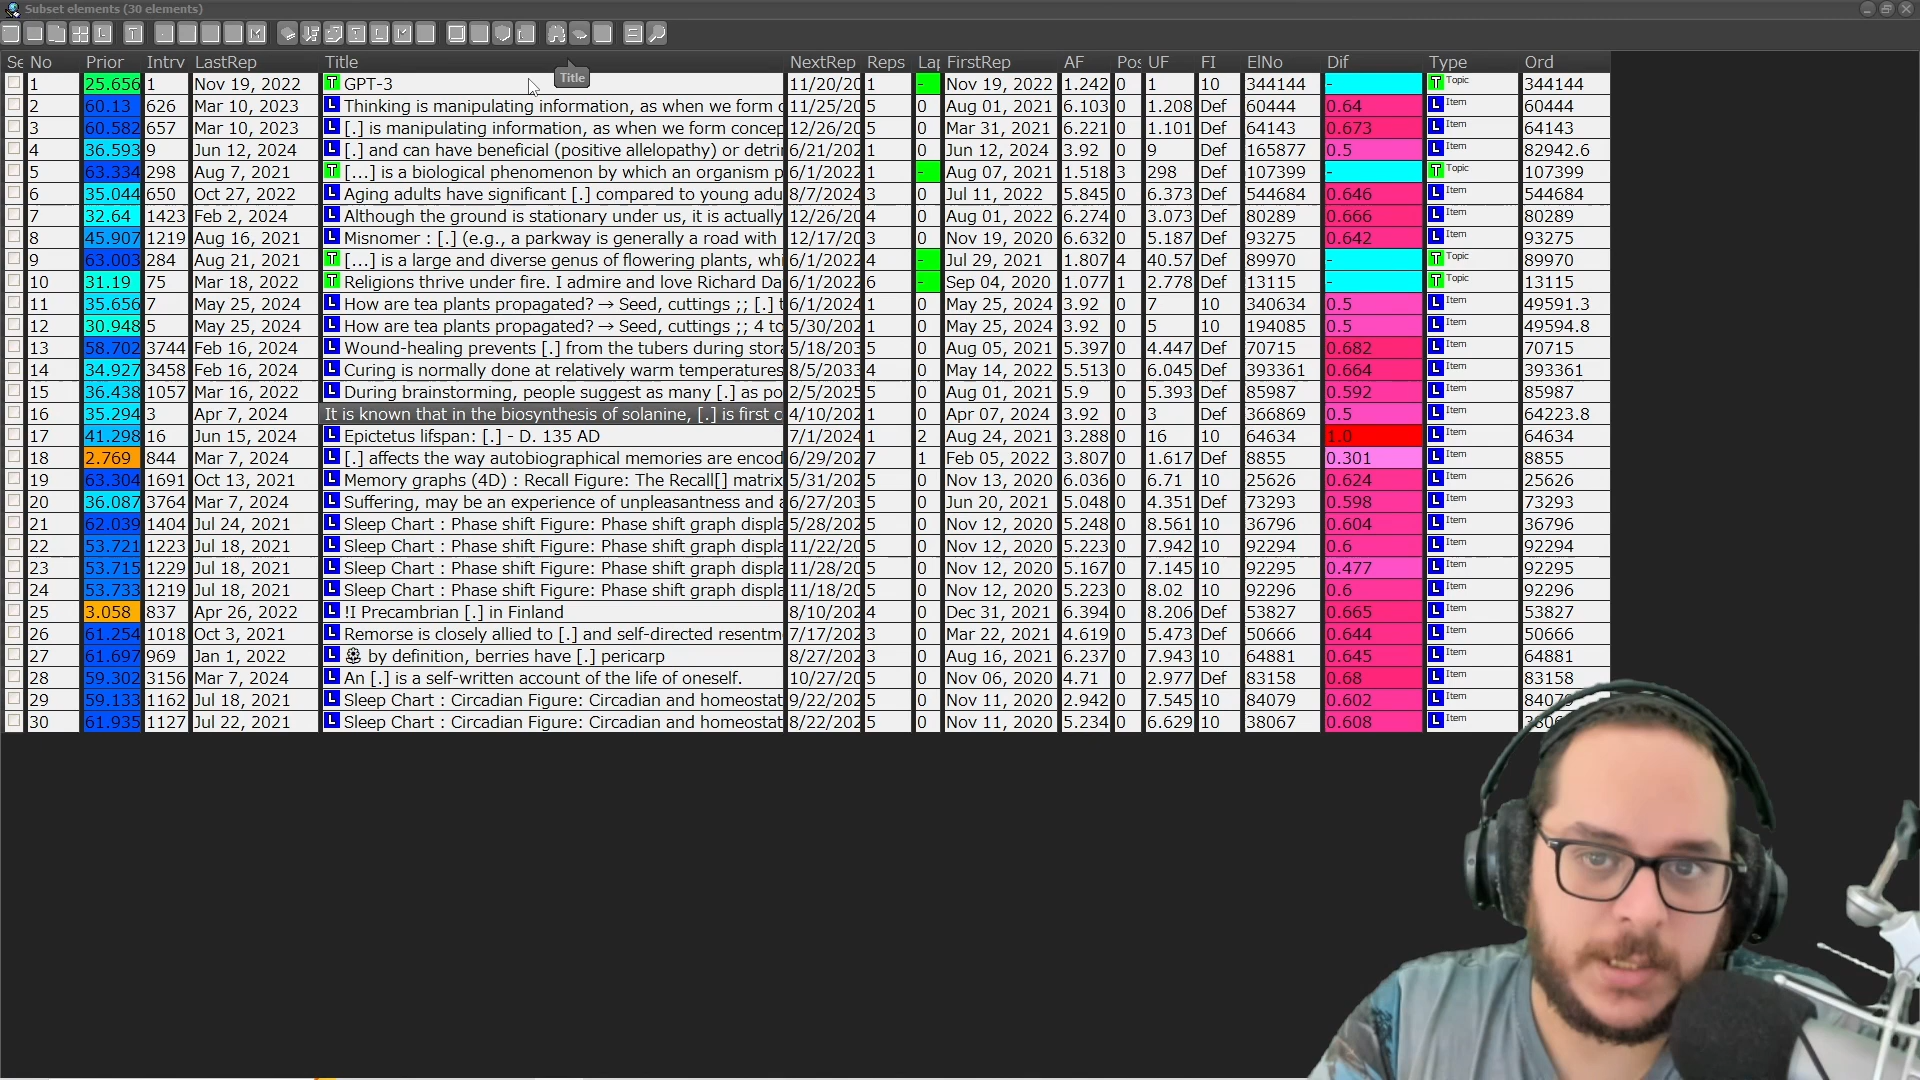 Subset elements (30 elements)
Title
Se No Prior Intrv LastRep Title NextRep Reps Lap FirstRep AF Pos UF FI ElNo Dif Type Ord
1 25.656 1 Nov 19, 2022 T GPT-3 11/20/20 1 - Nov 19, 2022 1.242 0 1 10 344144 - T Topic 344144
2 60.13 626 Mar 10, 2023 L Thinking is manipulating information, as when we form c 11/25/20 5 0 Aug 01, 2021 6.103 0 1.208 Def 60444 0.64 L Item 60444
3 60.582 657 Mar 10, 2023 L [.] is manipulating information, as when we form concep 12/26/20 5 0 Mar 31, 2021 6.221 0 1.101 Def 64143 0.673 L Item 64143
4 36.593 9 Jun 12, 2024 L [.] and can have beneficial (positive allelopathy) or detri 6/21/202 1 0 Jun 12, 2024 3.92 0 9 Def 165877 0.5 L Item 82942.6
5 63.334 298 Aug 7, 2021 T [...] is a biological phenomenon by which an organism p 6/1/2022 1 - Aug 07, 2021 1.518 3 298 Def 107399 - T Topic 107399
6 35.044 650 Oct 27, 2022 L Aging adults have significant [.] compared to young adu 8/7/2024 3 0 Jul 11, 2022 5.845 0 6.373 Def 544684 0.646 L Item 544684
7 32.64 1423 Feb 2, 2024 L Although the ground is stationary under us, it is actually 12/26/20 4 0 Aug 01, 2022 6.274 0 3.073 Def 80289 0.666 L Item 80289
8 45.907 1219 Aug 16, 2021 L Misnomer : [.] (e.g., a parkway is generally a road with 12/17/20 3 0 Nov 19, 2020 6.632 0 5.187 Def 93275 0.642 L Item 93275
9 63.003 284 Aug 21, 2021 T [...] is a large and diverse genus of flowering plants, whi 6/1/2022 4 - Jul 29, 2021 1.807 4 40.57 Def 89970 - T Topic 89970
10 31.19 75 Mar 18, 2022 T Religions thrive under fire. I admire and love Richard Da 6/1/2022 6 - Sep 04, 2020 1.077 1 2.778 Def 13115 - T Topic 13115
11 35.656 7 May 25, 2024 L How are tea plants propagated? → Seed, cuttings ;; [.] t 6/1/2024 1 0 May 25, 2024 3.92 0 7 10 340634 0.5 L Item 49591.3
12 30.948 5 May 25, 2024 L How are tea plants propagated? → Seed, cuttings ;; 4 to 5/30/202 1 0 May 25, 2024 3.92 0 5 10 194085 0.5 L Item 49594.8
13 58.702 3744 Feb 16, 2024 L Wound-healing prevents [.] from the tubers during stora 5/18/203 5 0 Aug 05, 2021 5.397 0 4.447 Def 70715 0.682 L Item 70715
14 34.927 3458 Feb 16, 2024 L Curing is normally done at relatively warm temperatures 8/5/2033 4 0 May 14, 2022 5.513 0 6.045 Def 393361 0.664 L Item 393361
15 36.438 1057 Mar 16, 2022 L During brainstorming, people suggest as many [.] as po 2/5/2025 5 0 Aug 01, 2021 5.9 0 5.393 Def 85987 0.592 L Item 85987
16 35.294 3 Apr 7, 2024 It is known that in the biosynthesis of solanine, [.] is first c 4/10/202 1 0 Apr 07, 2024 3.92 0 3 Def 366869 0.5 L Item 64223.8
17 41.298 16 Jun 15, 2024 L Epictetus lifspan: [.] - D. 135 AD 7/1/2024 1 2 Aug 24, 2021 3.288 0 16 10 64634 1.0 L Item 64634
18 2.769 844 Mar 7, 2024 L [.] affects the way autobiographical memories are encod 6/29/202 7 1 Feb 05, 2022 3.807 0 1.617 Def 8855 0.301 L Item 8855
19 63.304 1691 Oct 13, 2021 L Memory graphs (4D) : Recall Figure: The Recall[] matrix 5/31/202 5 0 Nov 13, 2020 6.036 0 6.71 10 25626 0.624 L Item 25626
20 36.087 3764 Mar 7, 2024 L Suffering, may be an experience of unpleasantness and a 6/27/203 5 0 Jun 20, 2021 5.048 0 4.351 Def 73293 0.598 L Item 73293
21 62.039 1404 Jul 24, 2021 L Sleep Chart : Phase shift Figure: Phase shift graph displa 5/28/202 5 0 Nov 12, 2020 5.248 0 8.561 10 36796 0.604 L Item 36796
22 53.721 1223 Jul 18, 2021 L Sleep Chart : Phase shift Figure: Phase shift graph displa 11/22/20 5 0 Nov 12, 2020 5.223 0 7.942 10 92294 0.6 L Item 92294
23 53.715 1229 Jul 18, 2021 L Sleep Chart : Phase shift Figure: Phase shift graph displa 11/28/20 5 0 Nov 12, 2020 5.167 0 7.145 10 92295 0.477 L Item 92295
24 53.733 1219 Jul 18, 2021 L Sleep Chart : Phase shift Figure: Phase shift graph displa 11/18/20 5 0 Nov 12, 2020 5.223 0 8.02 10 92296 0.6 L Item 92296
25 3.058 837 Apr 26, 2022 L !I Precambrian [.] in Finland 8/10/202 4 0 Dec 31, 2021 6.394 0 8.206 Def 53827 0.665 L Item 53827
26 61.254 1018 Oct 3, 2021 L Remorse is closely allied to [.] and self-directed resentm 7/17/202 3 0 Mar 22, 2021 4.619 0 5.473 Def 50666 0.644 L Item 50666
27 61.697 969 Jan 1, 2022 L by definition, berries have [.] pericarp 8/27/202 3 0 Aug 16, 2021 6.237 0 7.943 10 64881 0.645 L Item 64881
28 59.302 3156 Mar 7, 2024 L An [.] is a self-written account of the life of oneself. 10/27/20 5 0 Nov 06, 2020 4.71 0 2.977 Def 83158 0.68 L Item 83158
29 59.133 1162 Jul 18, 2021 L Sleep Chart : Circadian Figure: Circadian and homeostat 9/22/202 5 0 Nov 11, 2020 2.942 0 7.545 10 84079 0.602 L Item 84079
30 61.935 1127 Jul 22, 2021 L Sleep Chart : Circadian Figure: Circadian and homeostat 8/22/202 5 0 Nov 11, 2020 5.234 0 6.629 10 38067 0.608 L Item